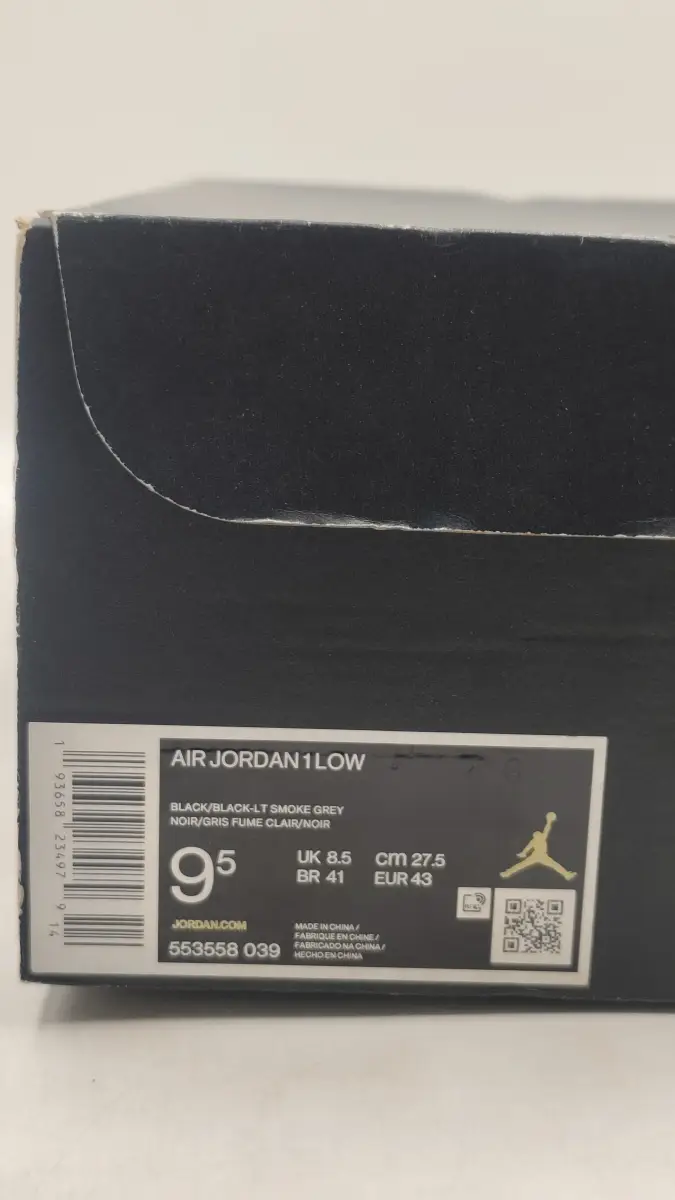 AIR JORDAN 1 LOW
BLACK/BLACK-LT SMOKE GREY
NOIR/GRIS FUME CLAIR/NOIR
9 5
UK 8.5 cm 27.5
BR 41 EUR 43
JORDAN.COM
553558 039
MADE IN CHINA /
FABRIQUE EN CHINE /
FABRICADO NA CHINA /
HECHO EN CHINA
1 93658 23497 9 14